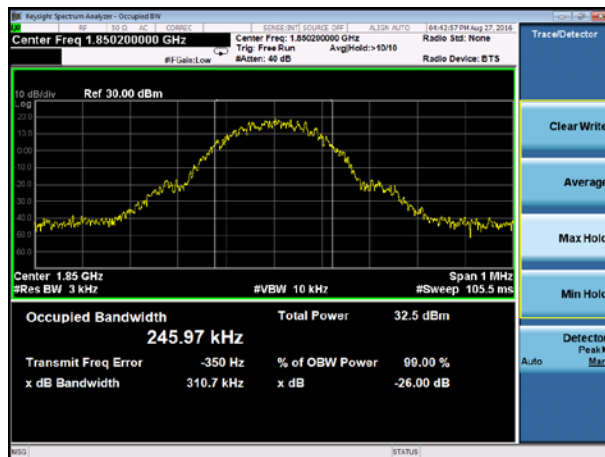 Keysight Spectrum Analyzer - Occupied BW
RF 50 Ω AC CORREC SENSE:INT SOURCE OFF ALIGN AUTO 04:42:57 PM Aug 27, 2016
Center Freq 1.850200000 GHz Center Freq: 1.850200000 GHz Radio Std: None Trace/Detector
Trig: Free Run Avg|Hold:>10/10
#IFGain:Low #Atten: 40 dB Radio Device: BTS
10 dB/div Ref 30.00 dBm
Log
20.0
10.0
0.00
10.0
20.0
30.0
40.0
50.0
60.0
Clear Write
Average
Max Hold
Min Hold
Center 1.85 GHz Span 1 MHz
#Res BW 3 kHz #VBW 10 kHz #Sweep 105.5 ms
Occupied Bandwidth Total Power 32.5 dBm
245.97 kHz
Transmit Freq Error -350 Hz % of OBW Power 99.00 %
x dB Bandwidth 310.7 kHz x dB -26.00 dB
Detector
Peak
Auto Man
MSG STATUS